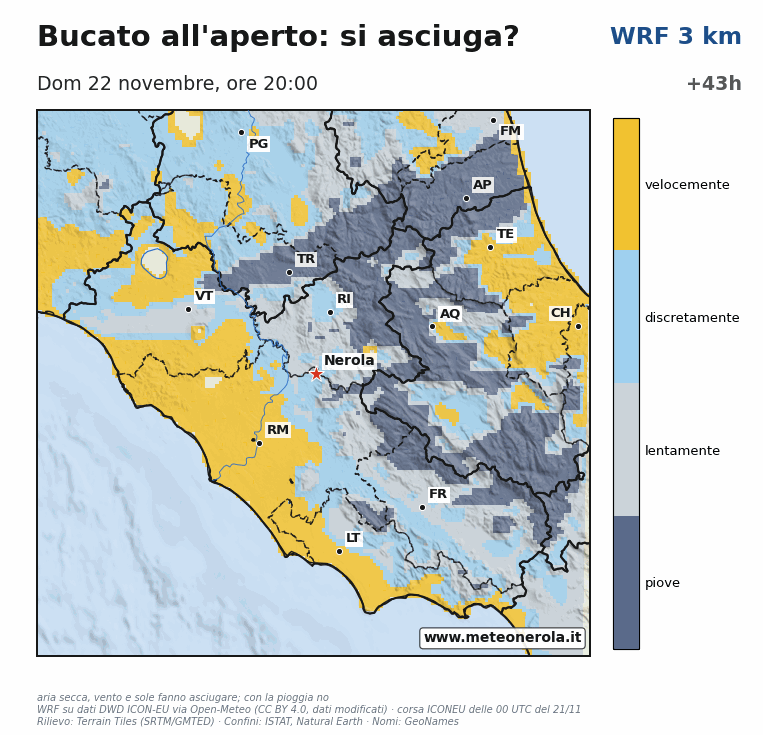 Bucato all'aperto: si asciuga?
WRF 3 km
Dom 22 novembre, ore 20:00
+43h
PG
FM
AP
TE
TR
VT
RI
AQ
CH
Nerola
RM
FR
LT
www.meteonerola.it
velocemente
discretamente
lentamente
piove
aria secca, vento e sole fanno asciugare; con la pioggia no
WRF su dati DWD ICON-EU via Open-Meteo (CC BY 4.0, dati modificati) · corsa ICONEU delle 00 UTC del 21/11
Rilievo: Terrain Tiles (SRTM/GMTED) · Confini: ISTAT, Natural Earth · Nomi: GeoNames